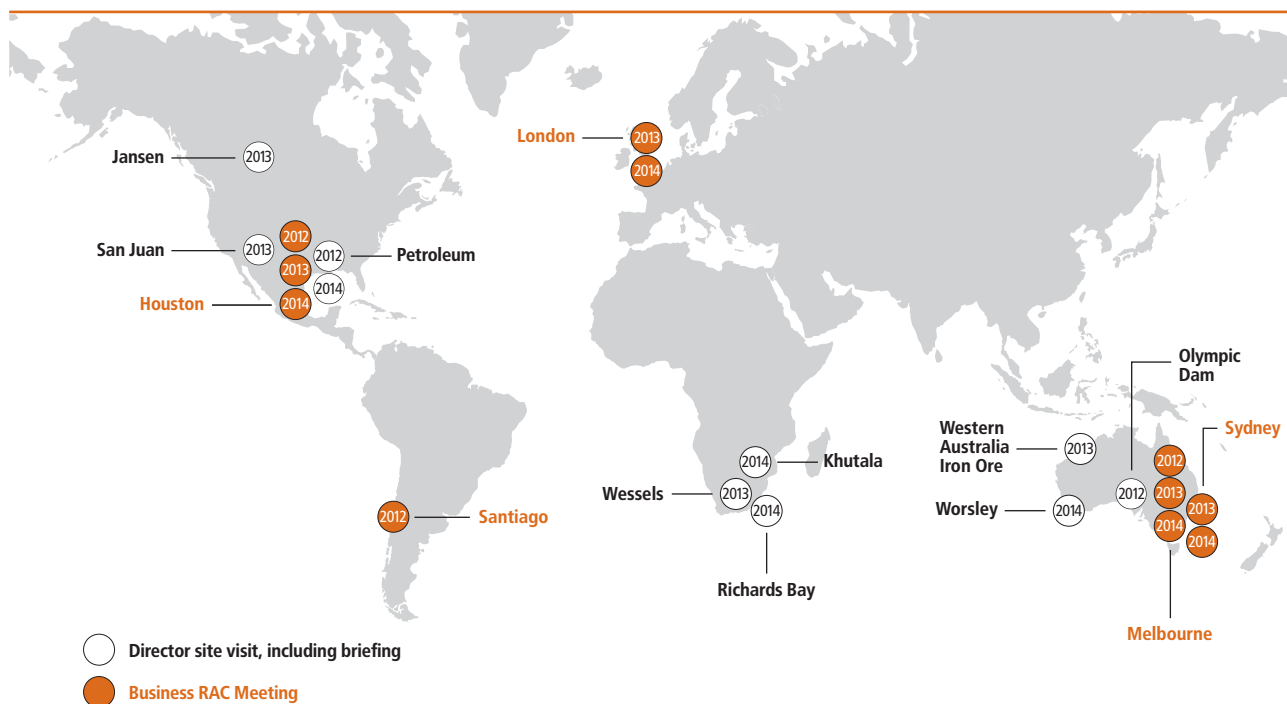 London
2013
2014
Jansen
2013
San Juan
2013
2012
2013
2014
Houston
2012
2014
Petroleum
2012
Santiago
2014
Khutala
Wessels
2013
2014
Richards Bay
Olympic
Dam
Western
Australia
Iron Ore
2013
Sydney
Worsley
2014
2012
2012
2013
2014
2013
2014
Melbourne
Director site visit, including briefing
Business RAC Meeting